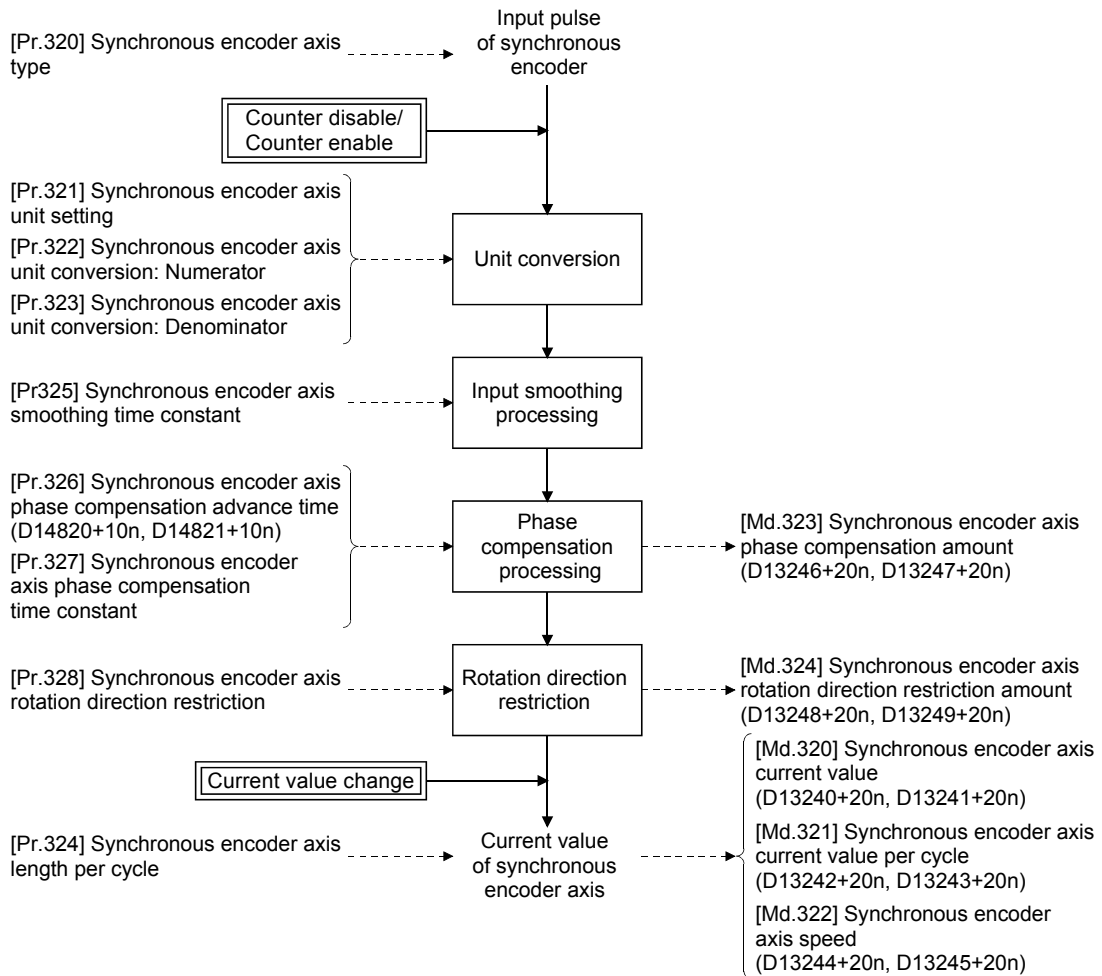 [Pr.320] Synchronous encoder axis
type
Input pulse
of synchronous
encoder
Counter disable/
Counter enable
[Pr.321] Synchronous encoder axis
unit setting
[Pr.322] Synchronous encoder axis
unit conversion: Numerator
[Pr.323] Synchronous encoder axis
unit conversion: Denominator
Unit conversion
[Pr325] Synchronous encoder axis
smoothing time constant
Input smoothing
processing
[Pr.326] Synchronous encoder axis
phase compensation advance time
(D14820+10n, D14821+10n)
[Pr.327] Synchronous encoder
axis phase compensation
time constant
Phase
compensation
processing
[Md.323] Synchronous encoder axis
phase compensation amount
(D13246+20n, D13247+20n)
[Pr.328] Synchronous encoder axis
rotation direction restriction
Rotation direction
restriction
[Md.324] Synchronous encoder axis
rotation direction restriction amount
(D13248+20n, D13249+20n)
Current value change
[Pr.324] Synchronous encoder axis
length per cycle
Current value
of synchronous
encoder axis
[Md.320] Synchronous encoder axis
current value
(D13240+20n, D13241+20n)
[Md.321] Synchronous encoder axis
current value per cycle
(D13242+20n, D13243+20n)
[Md.322] Synchronous encoder
axis speed
(D13244+20n, D13245+20n)